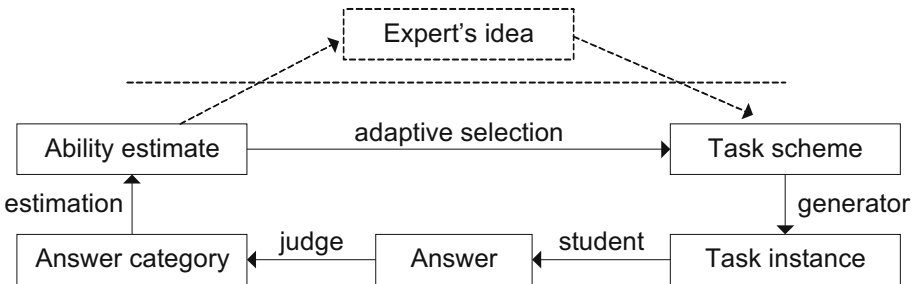 Expert's idea
Ability estimate
adaptive selection
Task scheme
estimation
generator
Answer category
judge
Answer
student
Task instance